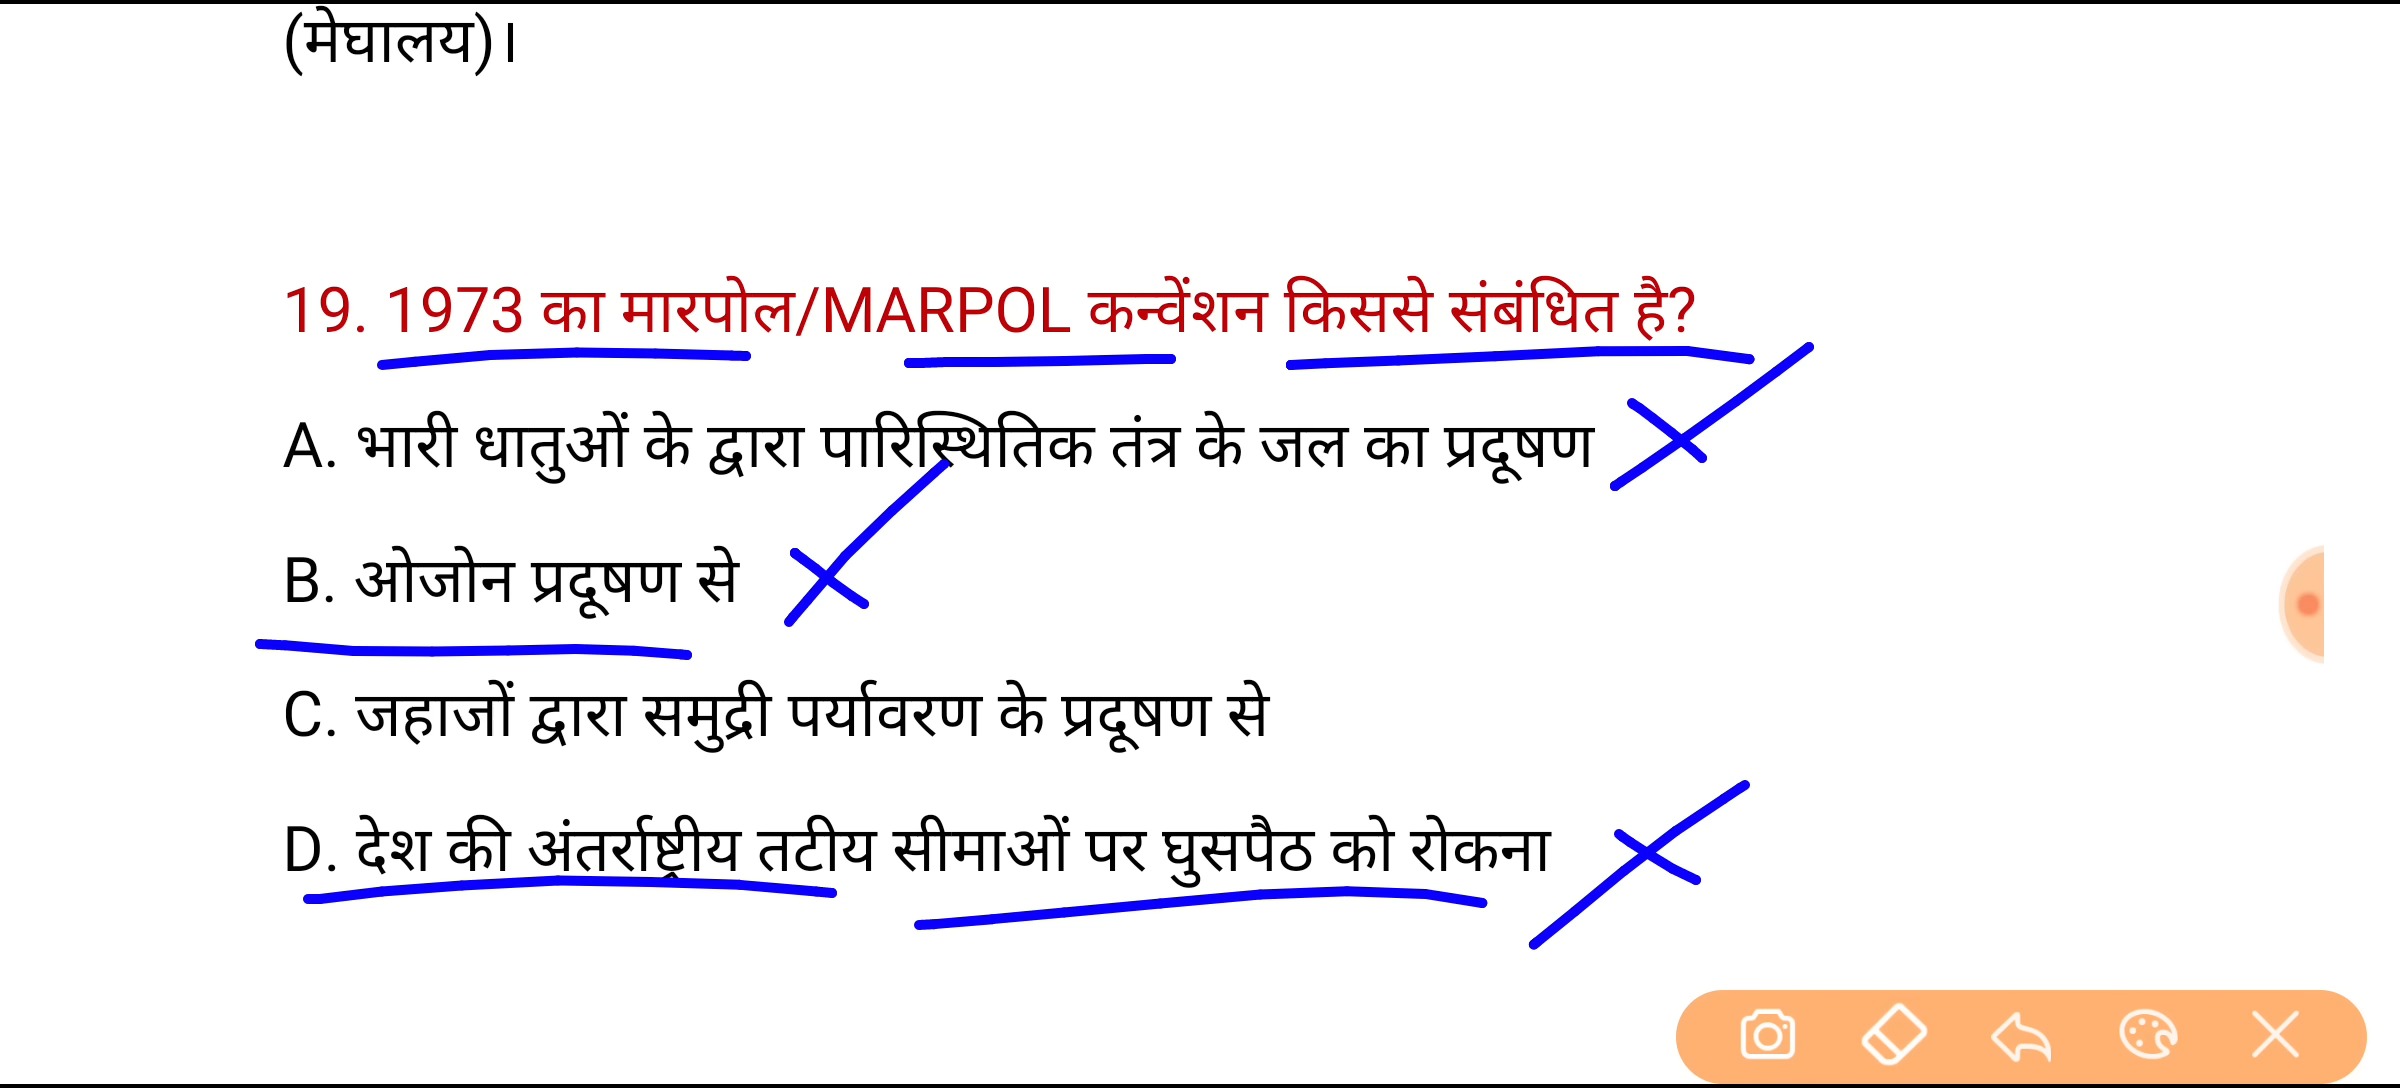 (मेघालय)।
19. 1973 का मारपोल/MARPOL कन्वेंशन किससे संबंधित है?
A. भारी धातुओं के द्वारा पारिस्थितिक तंत्र के जल का प्रदूषण
B. ओजोन प्रदूषण से
C. जहाजों द्वारा समुद्री पर्यावरण के प्रदूषण से
D. देश की अंतर्राष्ट्रीय तटीय सीमाओं पर घुसपैठ को रोकना